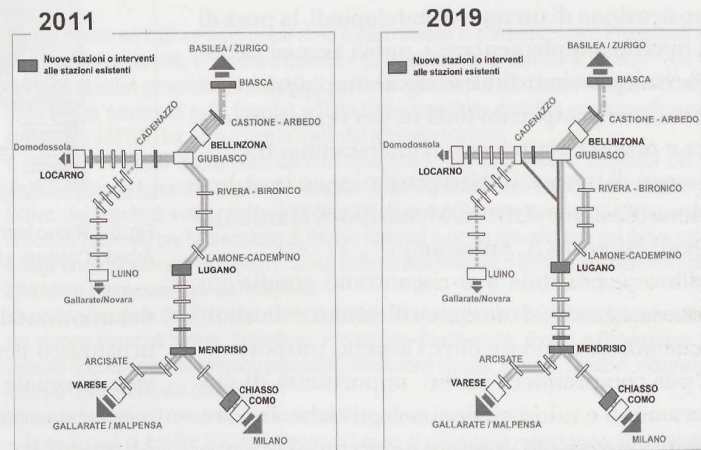 2011
Nuove stazioni o interventi
alle stazioni esistenti
BASILEA / ZURIGO
BIASCA
CADENAZZO
CASTIONE - ARBEDO
BELLINZONA
GIUBIASCO
Domodossola
LOCARNO
RIVERA - BIRONICO
LAMONE-CADEMPINO
LUINO
LUGANO
Gallarate/Novara
MENDRISIO
ARCISATE
VARESE
CHIASSO
COMO
GALLARATE / MALPENSA
MILANO
2019
Nuove stazioni o interventi
alle stazioni esistenti
BASILEA / ZURIGO
BIASCA
CADENAZZO
CASTIONE - ARBEDO
BELLINZONA
GIUBIASCO
Domodossola
LOCARNO
RIVERA - BIRONICO
LAMONE-CADEMPINO
LUINO
LUGANO
Gallarate/Novara
MENDRISIO
ARCISATE
VARESE
CHIASSO
COMO
GALLARATE / MALPENSA
MILANO